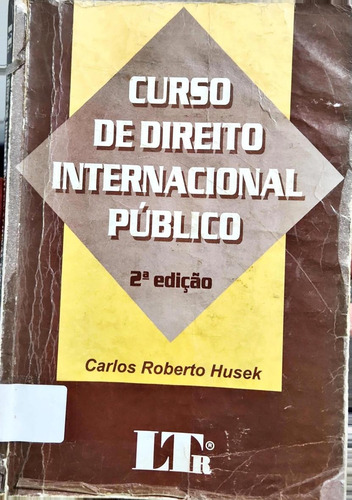 CURSO
DE DIREITO
INTERNACIONAL
PÚBLICO
2ª edição
Carlos Roberto Husek
LTR®